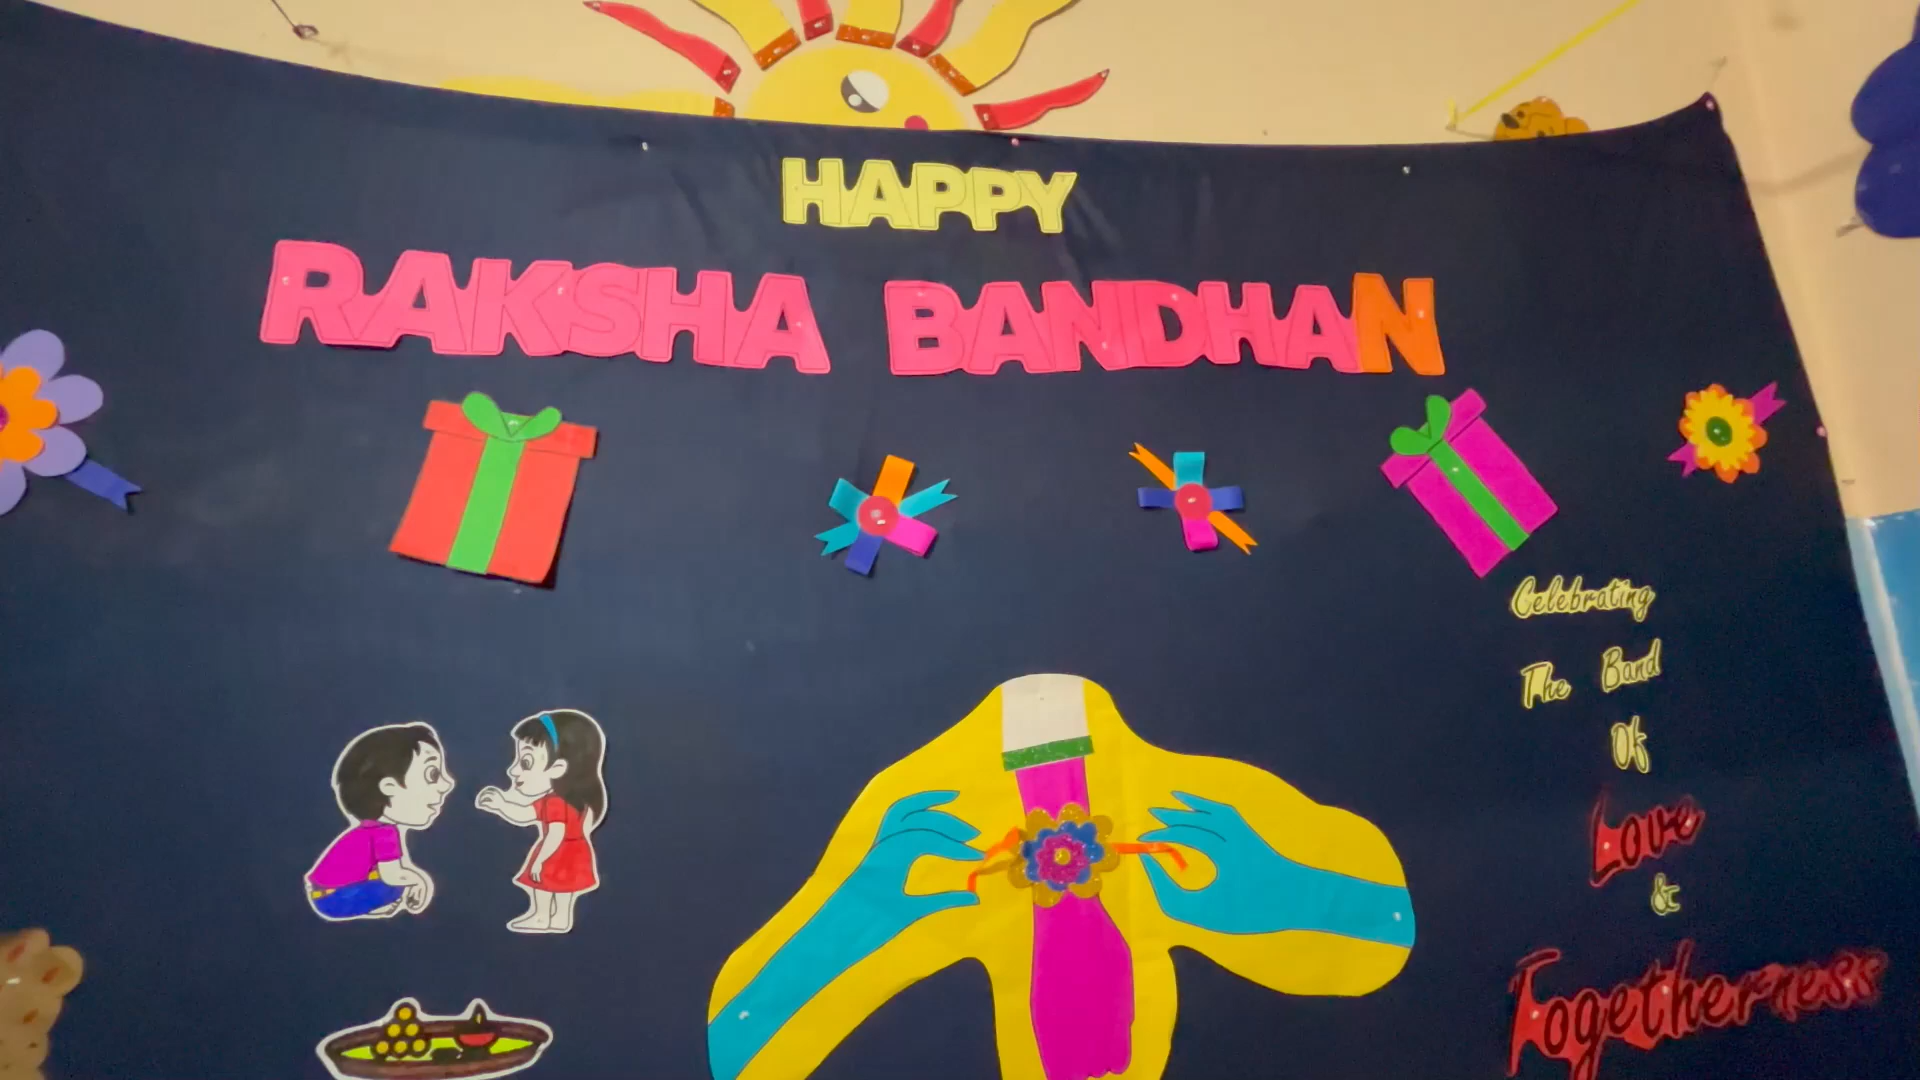 HAPPY
RAKSHA BANDHAN
Celebrating
The Band
Of
Love
&
Togetherness